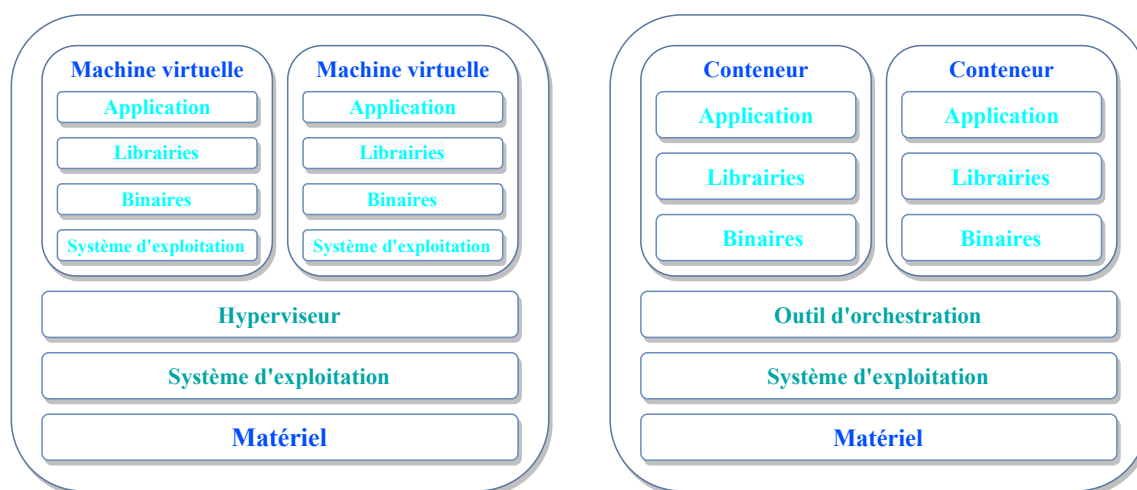 Machine virtuelle
Application
Librairies
Binaires
Système d'exploitation
Machine virtuelle
Application
Librairies
Binaires
Système d'exploitation
Hyperviseur
Système d'exploitation
Matériel
Conteneur
Application
Librairies
Binaires
Conteneur
Application
Librairies
Binaires
Outil d'orchestration
Système d'exploitation
Matériel